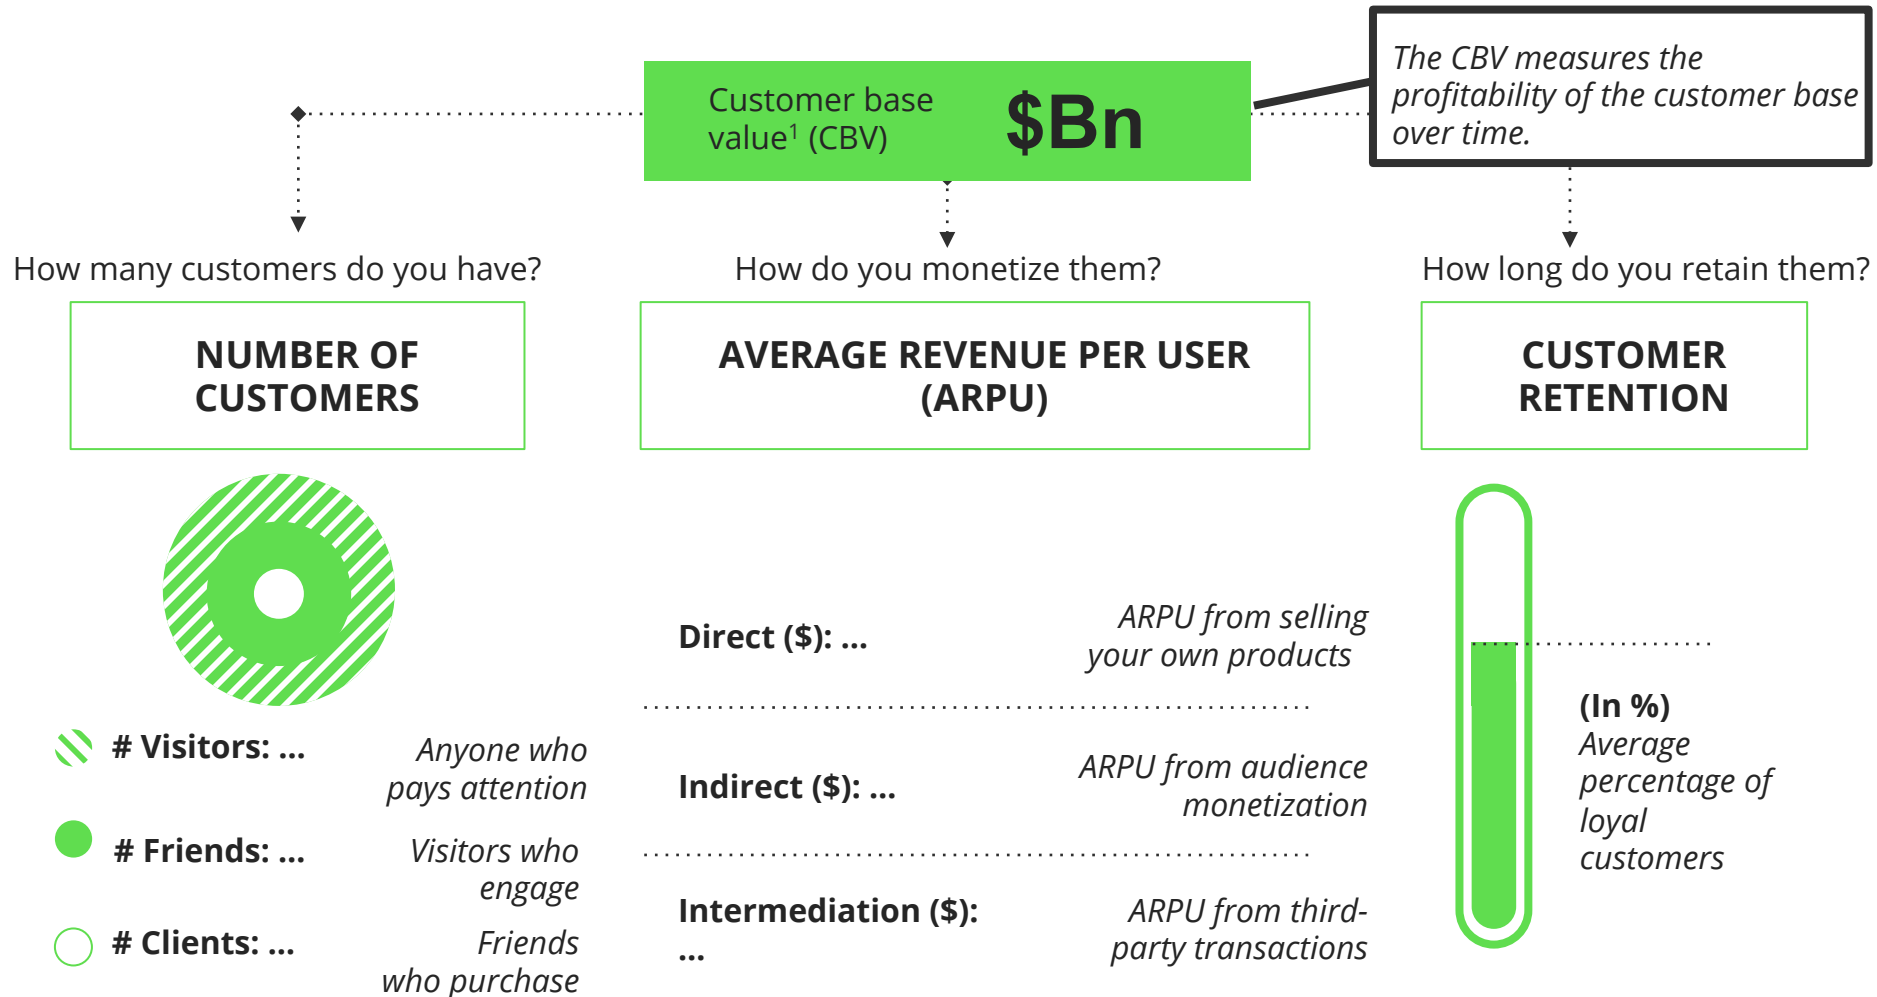 Customer base
value¹ (CBV)
$Bn
The CBV measures the
profitability of the customer base
over time.
How many customers do you have?
NUMBER OF
CUSTOMERS
# Visitors: ...
Anyone who
pays attention
# Friends: ...
Visitors who
engage
# Clients: ...
Friends
who purchase
How do you monetize them?
AVERAGE REVENUE PER USER
(ARPU)
Direct ($): ...
ARPU from selling
your own products
Indirect ($): ...
ARPU from audience
monetization
Intermediation ($):
...
ARPU from third-
party transactions
How long do you retain them?
CUSTOMER
RETENTION
(In %)
Average
percentage of
loyal
customers